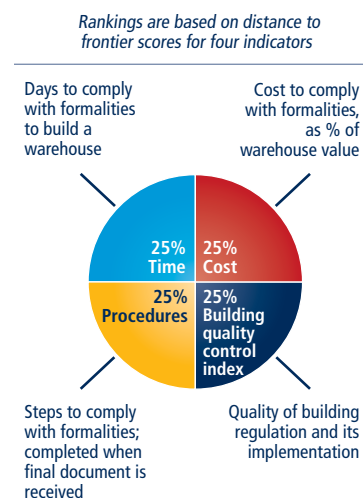 Rankings are based on distance to
frontier scores for four indicators
Days to comply
with formalities
to build a
warehouse
Cost to comply
with formalities,
as % of
warehouse value
25%
Time
25%
Cost
25%
Procedures
25%
Building
quality
control
index
Steps to comply
with formalities;
completed when
final document is
received
Quality of building
regulation and its
implementation